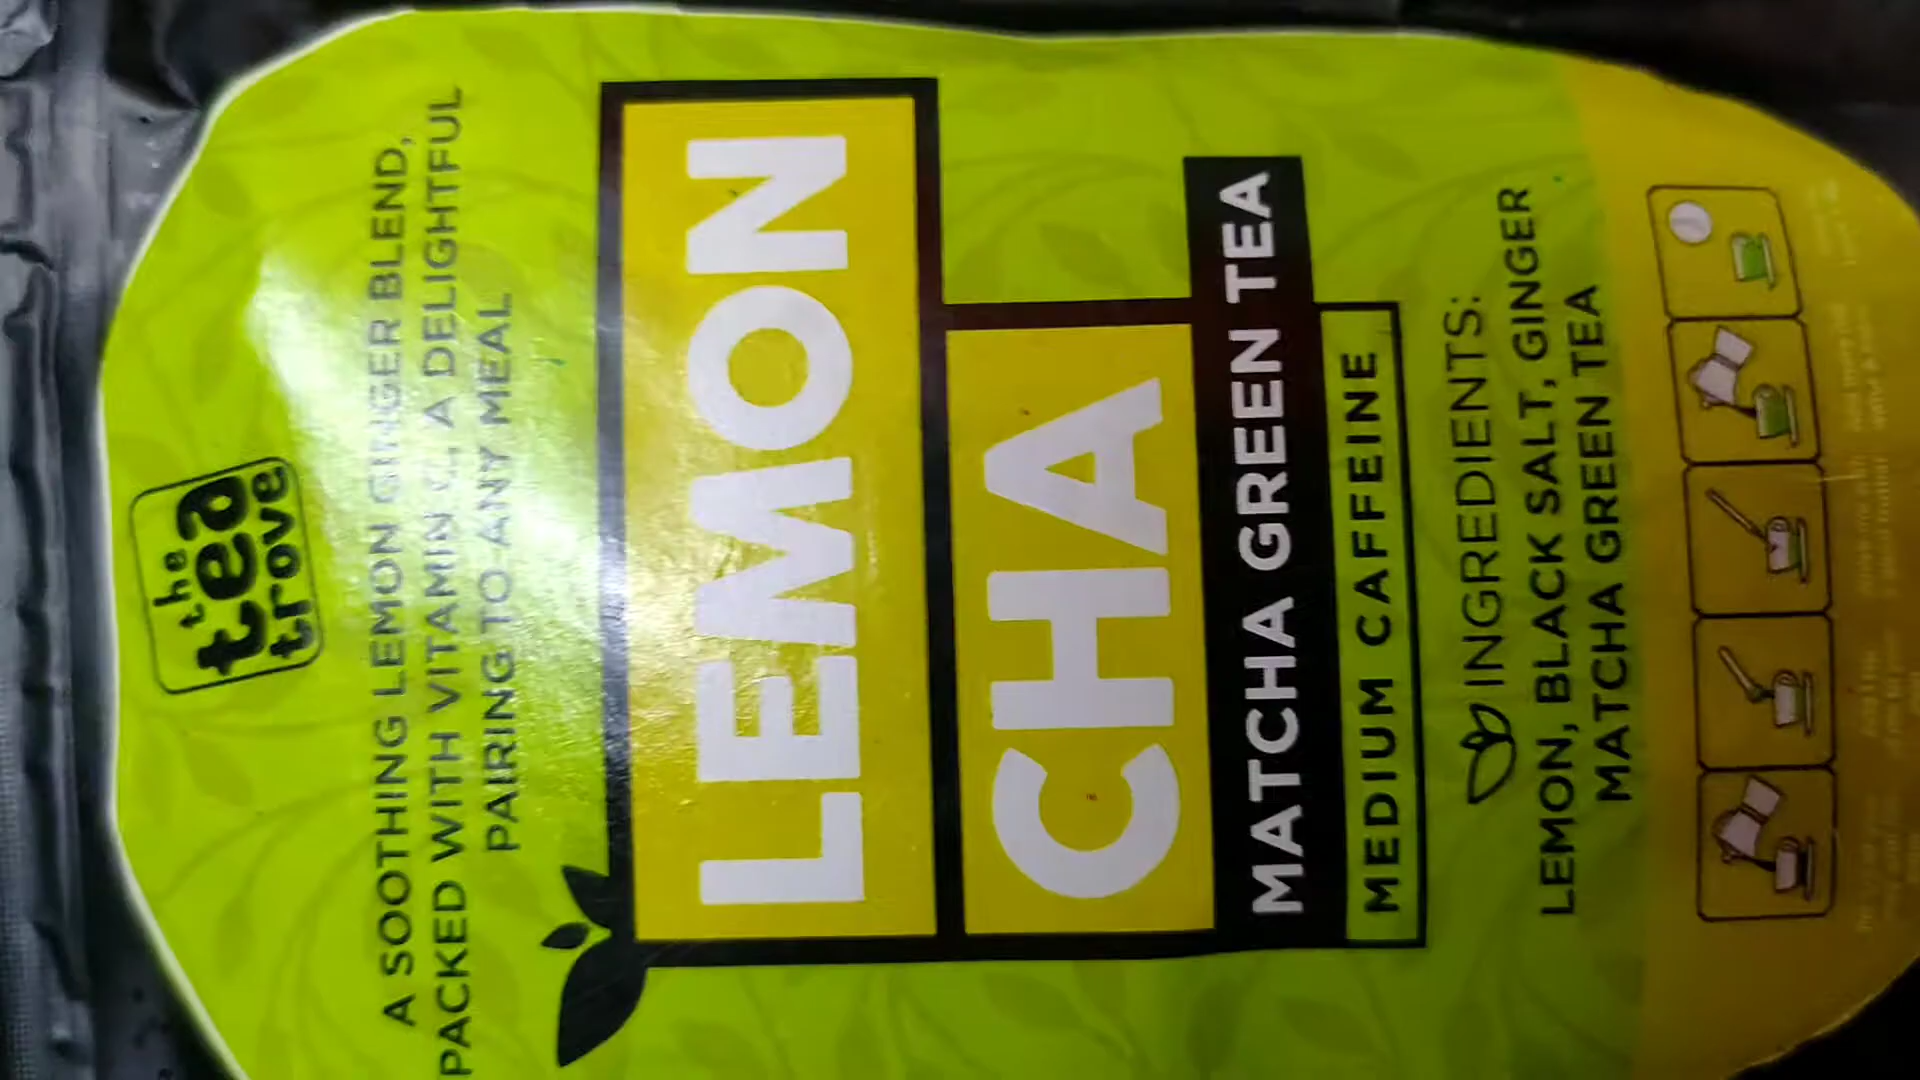 the
tea
trove
A SOOTHING LEMON GINGER BLEND,
PACKED WITH VITAMIN C, A DELIGHTFUL
PAIRING TO ANY MEAL
LEMON
CHA
MATCHA GREEN TEA
MEDIUM CAFFEINE
INGREDIENTS:
LEMON, BLACK SALT, GINGER
MATCHA GREEN TEA